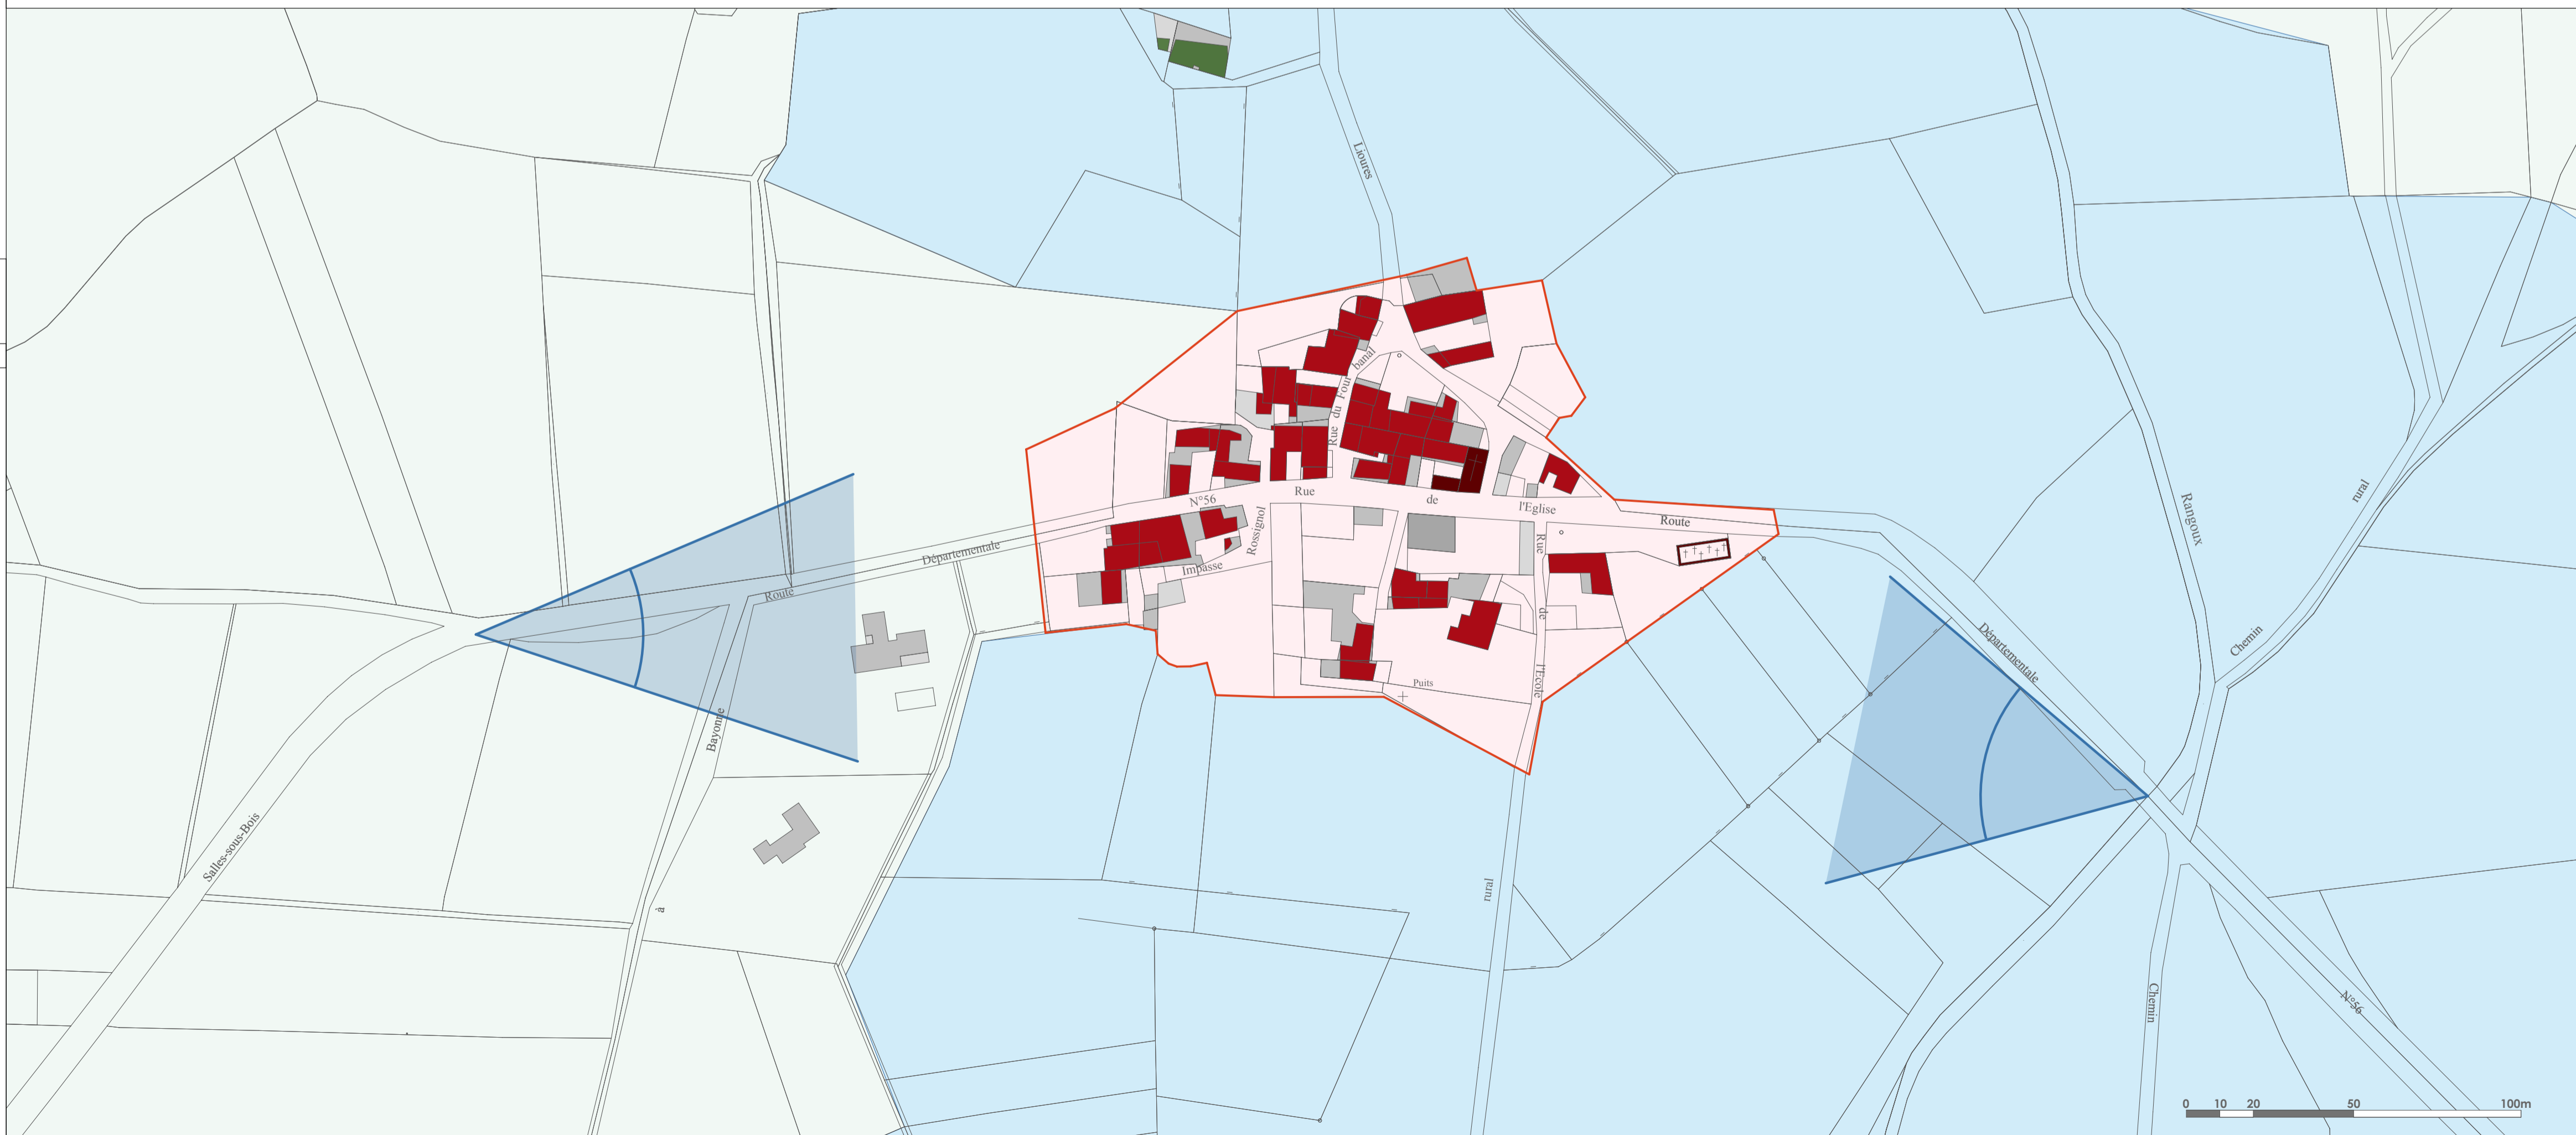 Lioures
banal
Four
du
Rue
N°56
Rue
de
l'Eglise
Route
Rangoux
rural
Rossignol
Impasse
Rue
de
l'Ecole
Départementale
Route
Puits
Départementale
Chemin
Bayonne
Salles-sous-Bois
à
rural
Chemin
N°56
0 10 20 50 100m